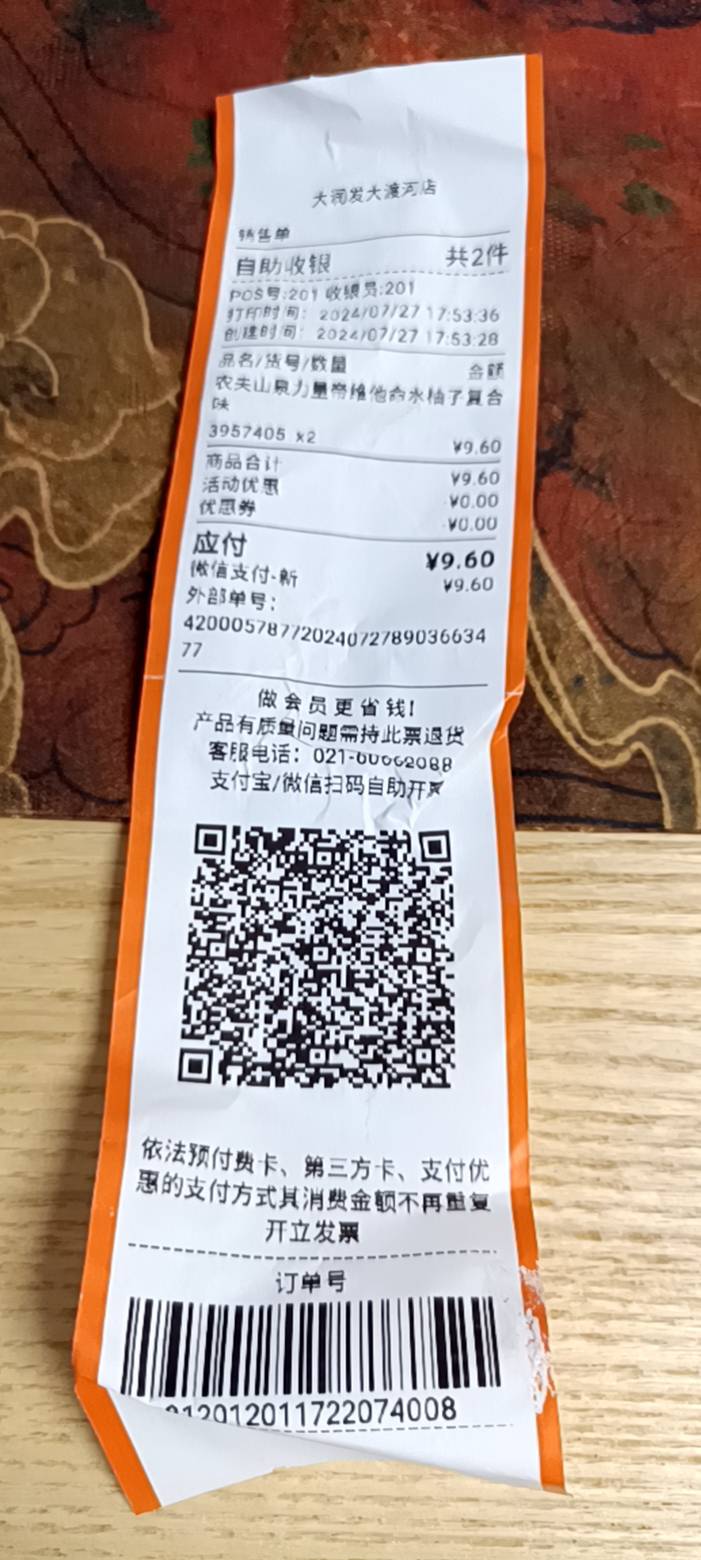 大润发大渡河店
销售单
自助收银 共2件
POS号:201 收银员:201
打印时间: 2024/07/27 17:53:36
创建时间: 2024/07/27 17:53:28
品名/货号/数量 金额
农夫山泉力量帝维他命水柚子复合
味
3957405 x2 ¥9.60
商品合计 ¥9.60
活动优惠 -¥0.00
优惠券 -¥0.00
应付 ¥9.60
微信支付-新 ¥9.60
外部单号:
42000578772024072789036634
77
做会员更省钱!
产品有质量问题需持此票退货
客服电话:
支付宝/微信扫码自助开票
依法预付费卡、第三方卡、支付优
惠的支付方式其消费金额不再重复
开立发票
订单号